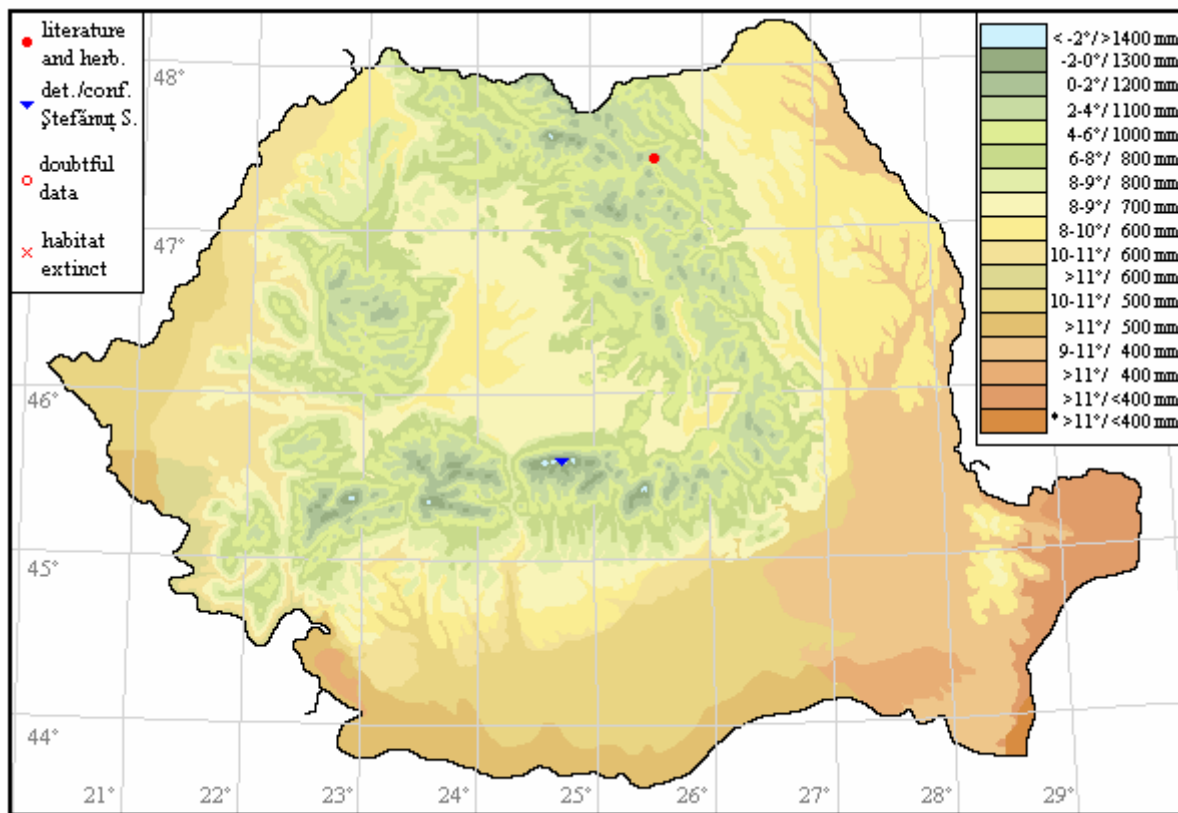 literature
and herb.
det./conf.
Ştefănuţ S.
doubtful
data
habitat
extinct
< -2°/ >1400 mm
-2-0°/ 1300 mm
0-2°/ 1200 mm
2-4°/ 1100 mm
4-6°/ 1000 mm
6-8°/ 800 mm
8-9°/ 800 mm
8-9°/ 700 mm
8-10°/ 600 mm
10-11°/ 600 mm
>11°/ 600 mm
10-11°/ 500 mm
>11°/ 500 mm
9-11°/ 400 mm
>11°/ 400 mm
>11°/ <400 mm
* >11°/ <400 mm
48°
47°
46°
45°
44°
21° 22° 23° 24° 25° 26° 27° 28° 29°